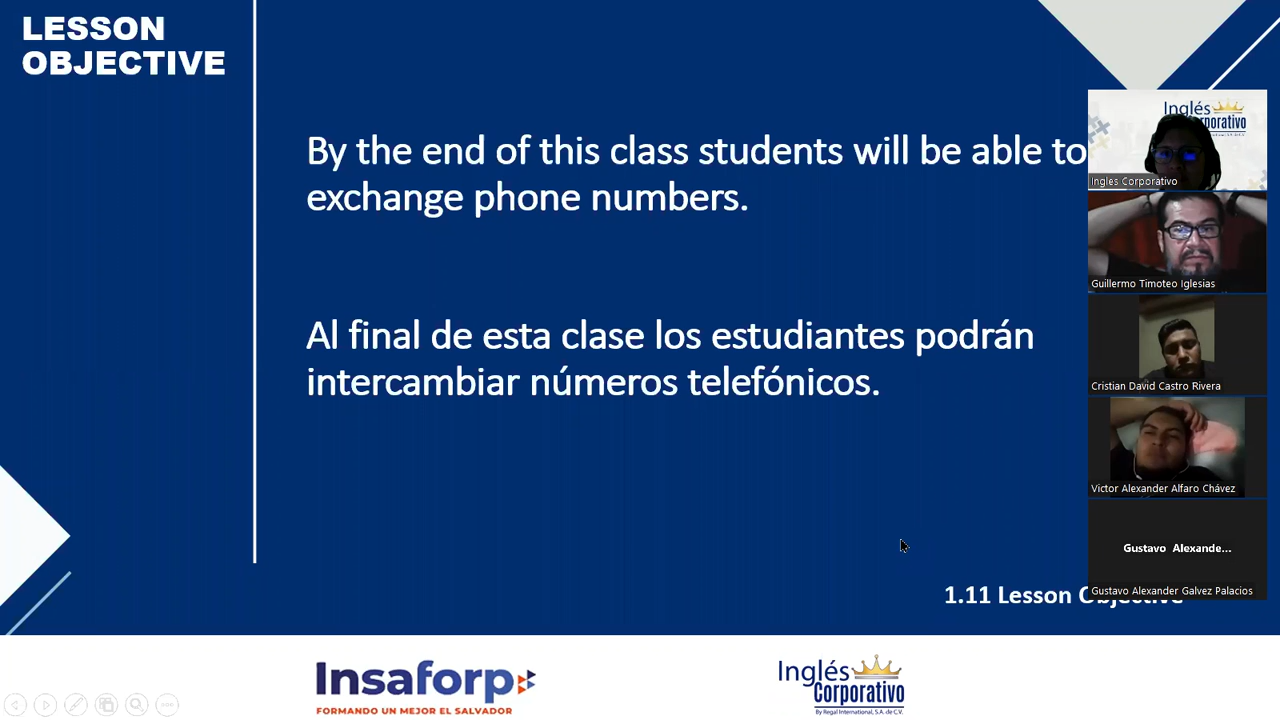 LESSON
OBJECTIVE
By the end of this class students will be able to
exchange phone numbers.
Al final de esta clase los estudiantes podrán
intercambiar números telefónicos.
1.11 Lesson Objective
Inglés
Corporativo
Ingles Corporativo
Guillermo Timoteo Iglesias
Cristian David Castro Rivera
Victor Alexander Alfaro Chávez
Gustavo Alexande...
Gustavo Alexander Galvez Palacios
Insaforp
FORMANDO UN MEJOR EL SALVADOR
Inglés
Corporativo
By Regal International, S.A. de C.V.